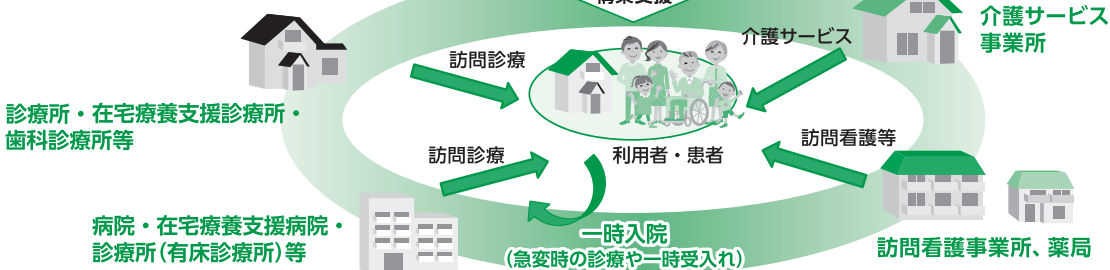 構築支援
介護サービス
事業所
介護サービス
訪問診療
診療所・在宅療養支援診療所・
歯科診療所等
訪問看護等
訪問診療
利用者・患者
病院・在宅療養支援病院・
診療所（有床診療所）等
一時入院
（急変時の診療や一時受入れ）
訪問看護事業所、薬局